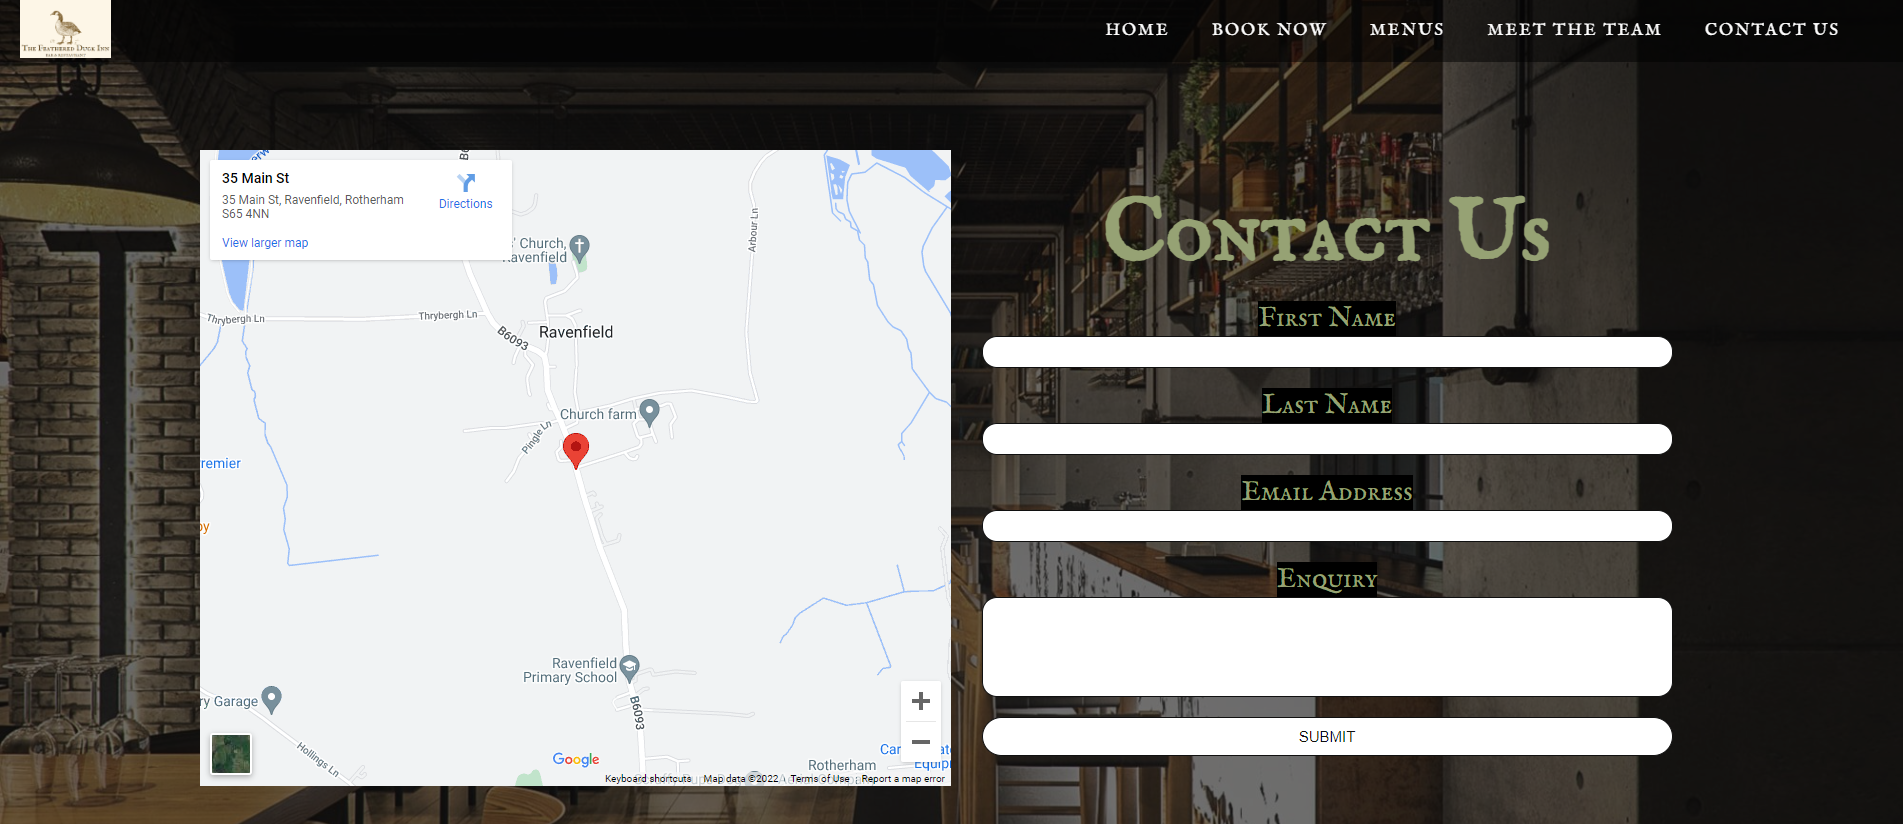 The Feathered Duck Inn
HOME
BOOK NOW
MENUS
MEET THE TEAM
CONTACT US
35 Main St
35 Main St, Ravenfield, Rotherham
S65 4NN
Directions
View larger map
Church,
Ravenfield
Arbour Ln
Thrybergh Ln
Thrybergh Ln
B6093
Ravenfield
Church farm
Pingle Ln
remier
Ravenfield
Primary School
B6093
ry Garage
Hollings Ln
Google
Rotherham
Equip
Keyboard shortcuts
Map data ©2022
Terms of Use
Report a map error
Contact Us
First Name
Last Name
Email Address
Enquiry
SUBMIT